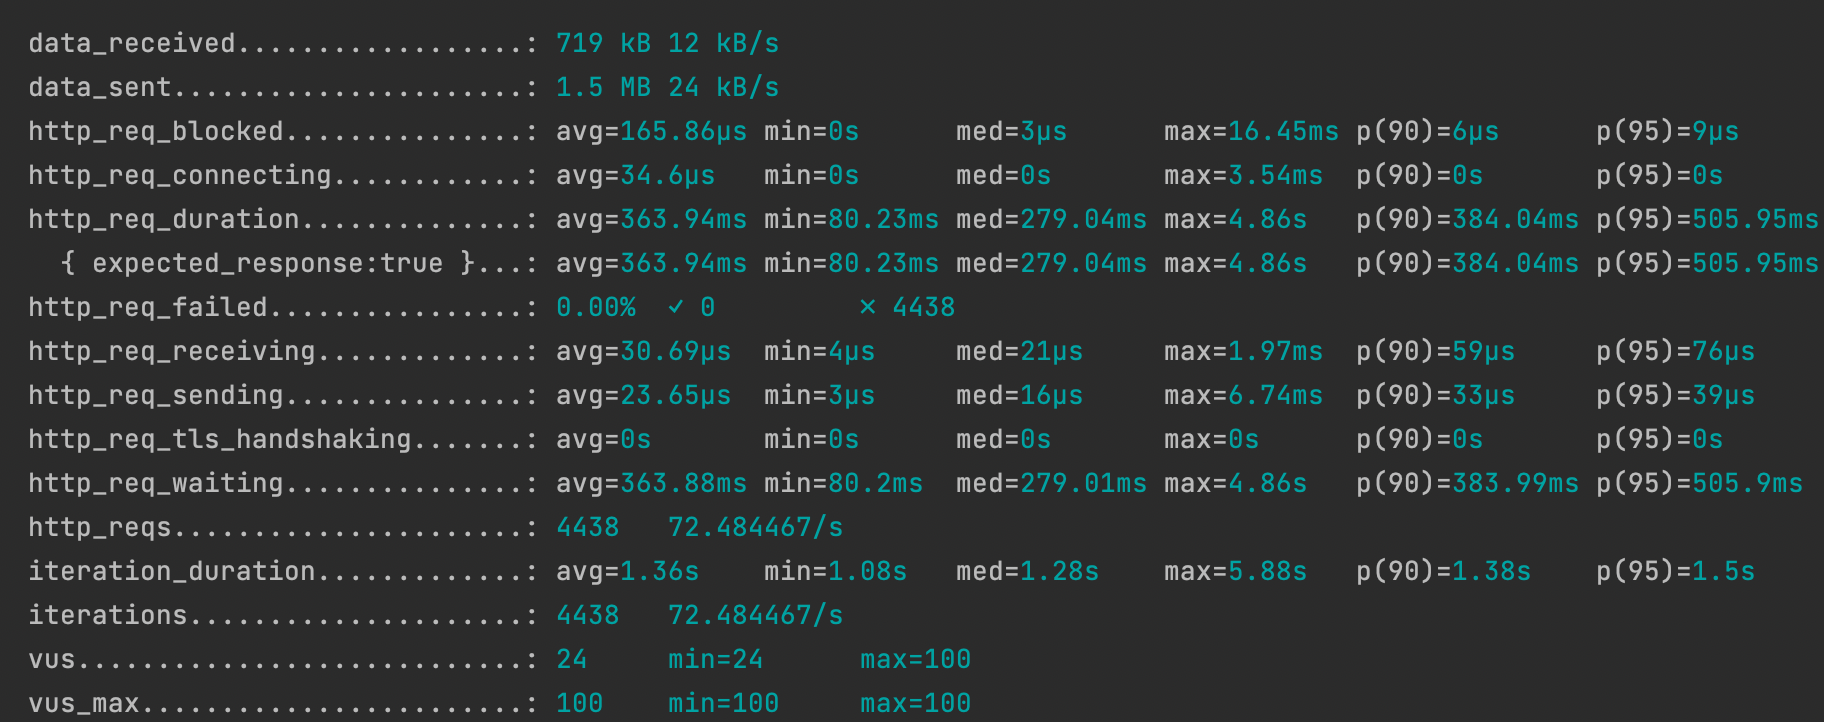 data_received..................: 719 kB 12 kB/s
data_sent......................: 1.5 MB 24 kB/s
http_req_blocked...............: avg=165.86µs min=0s      med=3µs      max=16.45ms p(90)=6µs      p(95)=9µs
http_req_connecting............: avg=34.6µs   min=0s      med=0s       max=3.54ms  p(90)=0s       p(95)=0s
http_req_duration..............: avg=363.94ms min=80.23ms med=279.04ms max=4.86s   p(90)=384.04ms p(95)=505.95ms
  { expected_response:true }...: avg=363.94ms min=80.23ms med=279.04ms max=4.86s   p(90)=384.04ms p(95)=505.95ms
http_req_failed................: 0.00%  ✓ 0         ✗ 4438
http_req_receiving.............: avg=30.69µs  min=4µs     med=21µs     max=1.97ms  p(90)=59µs     p(95)=76µs
http_req_sending...............: avg=23.65µs  min=3µs     med=16µs     max=6.74ms  p(90)=33µs     p(95)=39µs
http_req_tls_handshaking.......: avg=0s       min=0s      med=0s       max=0s      p(90)=0s       p(95)=0s
http_req_waiting...............: avg=363.88ms min=80.2ms  med=279.01ms max=4.86s   p(90)=383.99ms p(95)=505.9ms
http_reqs......................: 4438   72.484467/s
iteration_duration.............: avg=1.36s    min=1.08s   med=1.28s    max=5.88s   p(90)=1.38s    p(95)=1.5s
iterations.....................: 4438   72.484467/s
vus............................: 24     min=24      max=100
vus_max........................: 100    min=100     max=100